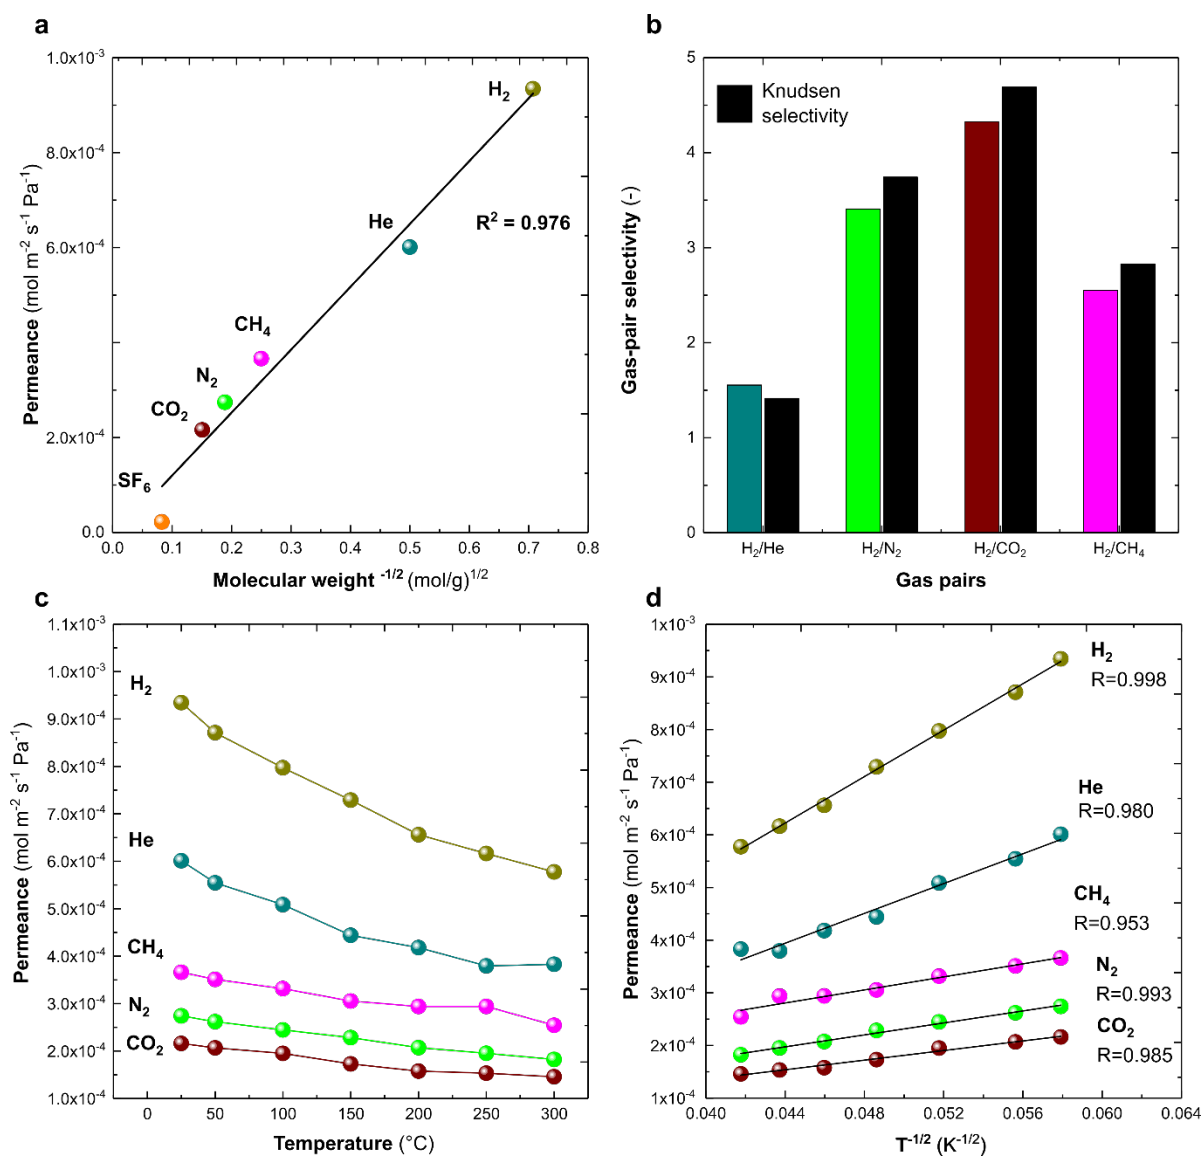 a
Permeance (mol m⁻² s⁻¹ Pa⁻¹)
1.0x10⁻³
8.0x10⁻⁴
6.0x10⁻⁴
2.0x10⁻⁴
0.0
H₂
He
R² = 0.976
CH₄
N₂
CO₂
SF₆
0.0 0.1 0.2 0.3 0.4 0.5 0.6 0.7 0.8
Molecular weight ⁻¹/² (mol/g)¹/²
b
Gas-pair selectivity (-)
5
4
3
2
1
0
Knudsen
selectivity
H₂/He H₂/N₂ H₂/CO₂ H₂/CH₄
Gas pairs
c
Permeance (mol m⁻² s⁻¹ Pa⁻¹)
1.1x10⁻³
1.0x10⁻³
9.0x10⁻⁴
8.0x10⁻⁴
7.0x10⁻⁴
6.0x10⁻⁴
5.0x10⁻⁴
4.0x10⁻⁴
3.0x10⁻⁴
2.0x10⁻⁴
1.0x10⁻⁴
H₂
He
CH₄
N₂
CO₂
0 50 100 150 200 250 300
Temperature (°C)
d
Permeance (mol m⁻² s⁻¹ Pa⁻¹)
1x10⁻³
9x10⁻⁴
8x10⁻⁴
7x10⁻⁴
6x10⁻⁴
5x10⁻⁴
4x10⁻⁴
3x10⁻⁴
2x10⁻⁴
1x10⁻⁴
H₂
R=0.998
He
R=0.980
CH₄
R=0.953
N₂
R=0.993
CO₂
R=0.985
0.040 0.044 0.048 0.052 0.056 0.060 0.064
T⁻¹/² (K⁻¹/²)